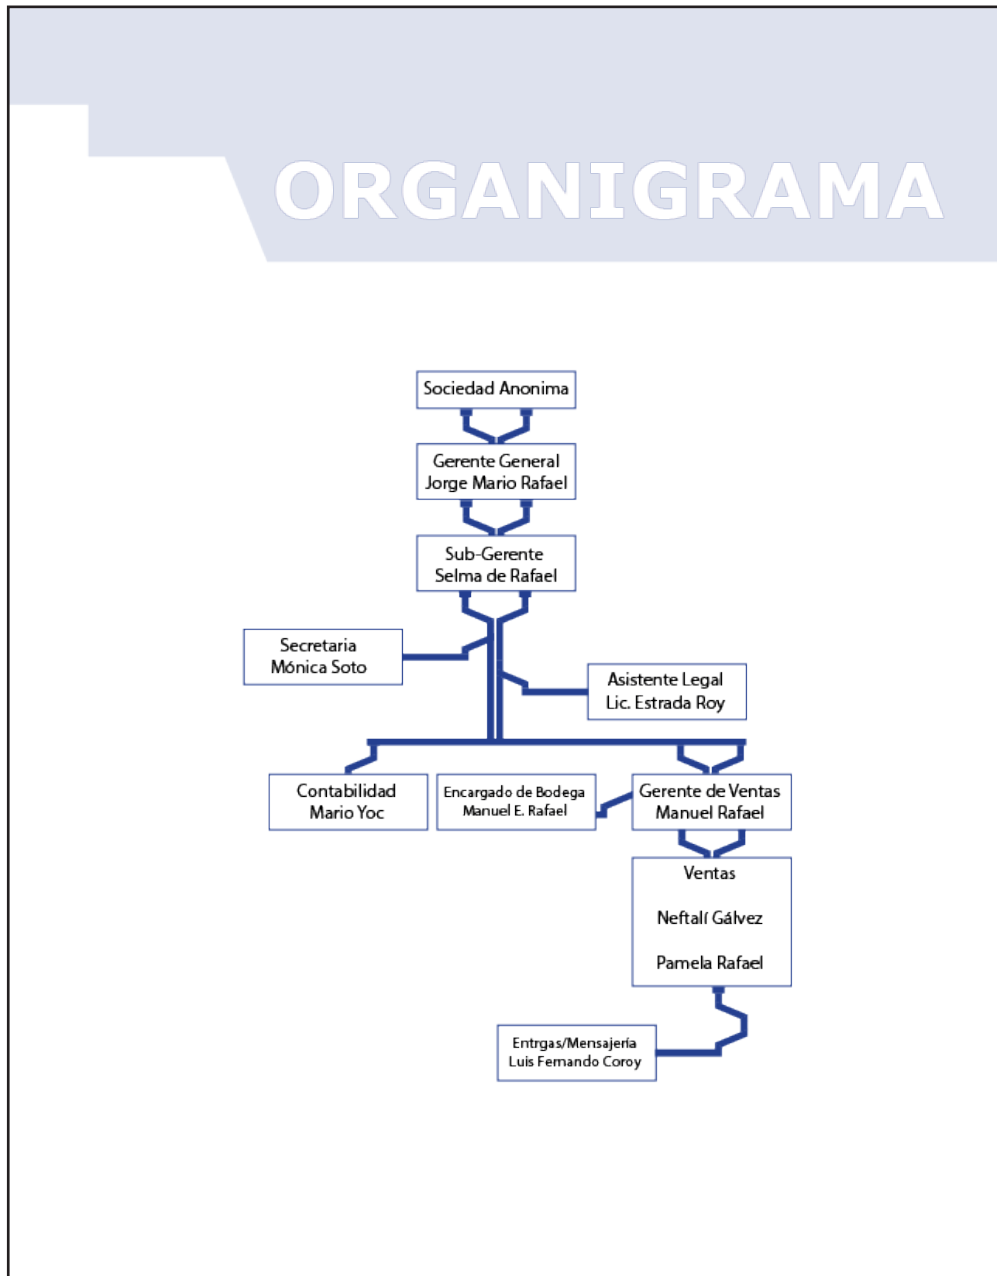 ORGANIGRAMA
Sociedad Anonima
Gerente General
Jorge Mario Rafael
Sub-Gerente
Selma de Rafael
Secretaria
Mónica Soto
Asistente Legal
Lic. Estrada Roy
Contabilidad
Mario Yoc
Encargado de Bodega
Manuel E. Rafael
Gerente de Ventas
Manuel Rafael
Ventas
Neftalí Gálvez
Pamela Rafael
Entrgas/Mensajería
Luis Fernando Coroy